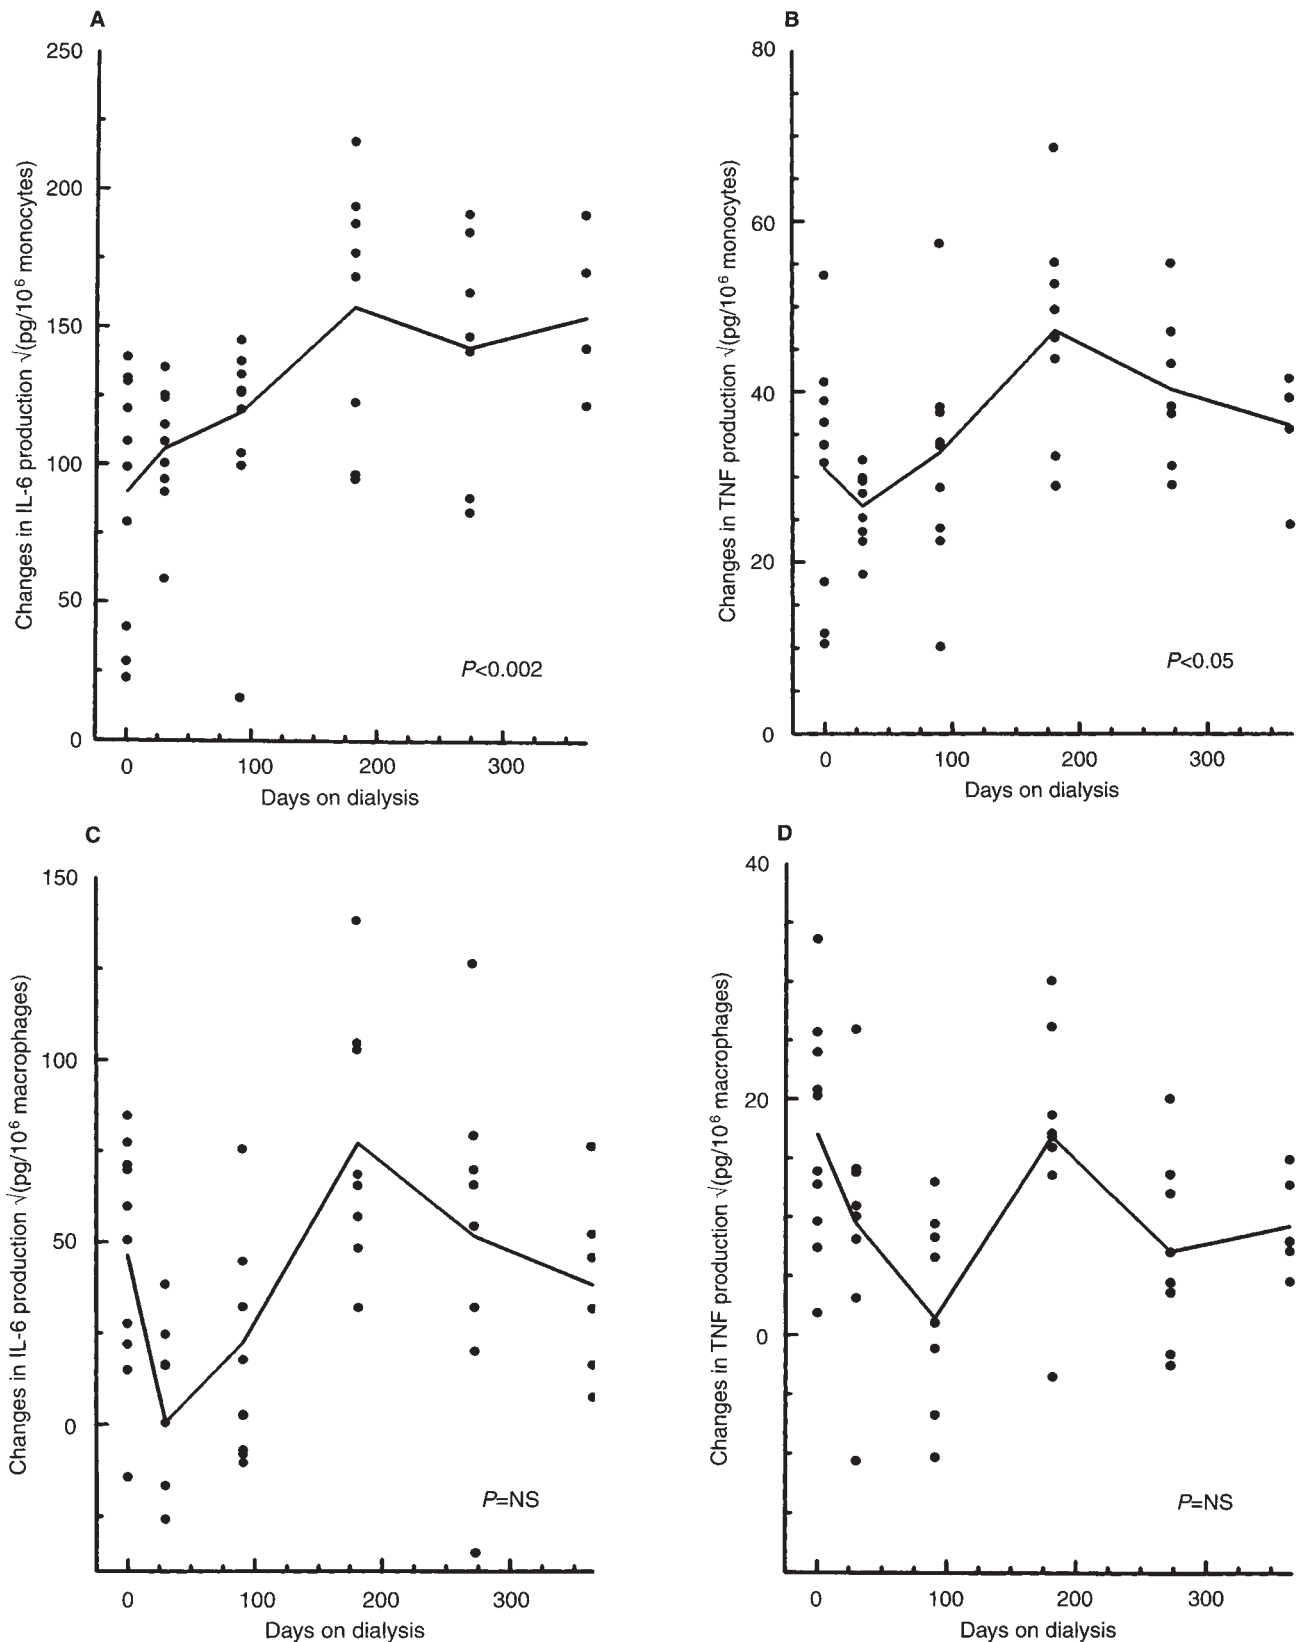 A
250
200
150
100
50
0
Changes in IL-6 production √(pg/10⁶ monocytes)
P<0.002
0 100 200 300
Days on dialysis
B
80
60
40
20
0
Changes in TNF production √(pg/10⁶ monocytes)
P<0.05
0 100 200 300
Days on dialysis
C
150
100
50
0
Changes in IL-6 production √(pg/10⁶ macrophages)
P=NS
0 100 200 300
Days on dialysis
D
40
20
0
Changes in TNF production √(pg/10⁶ macrophages)
P=NS
0 100 200 300
Days on dialysis